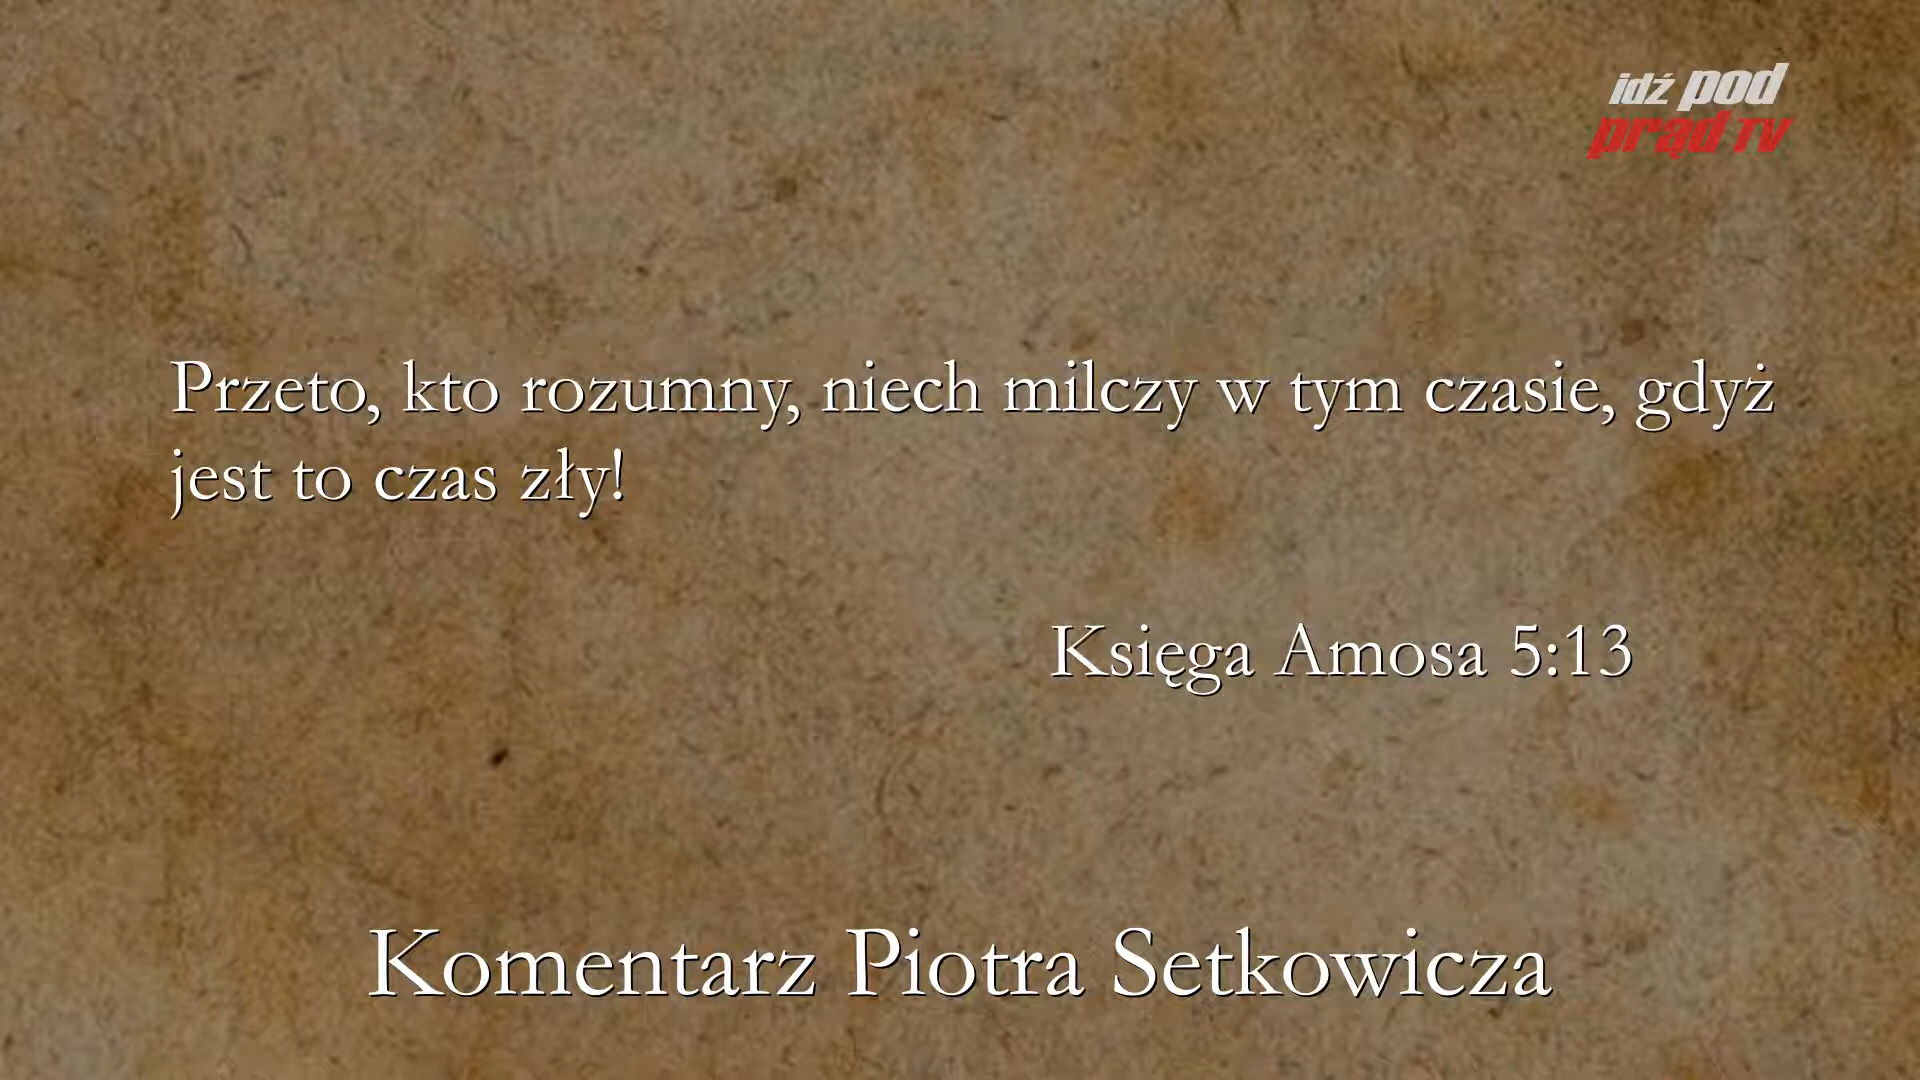 idź pod
prąd TV
Przeto, kto rozumny, niech milczy w tym czasie, gdyż
jest to czas zły!
Księga Amosa 5:13
Komentarz Piotra Setkowicza